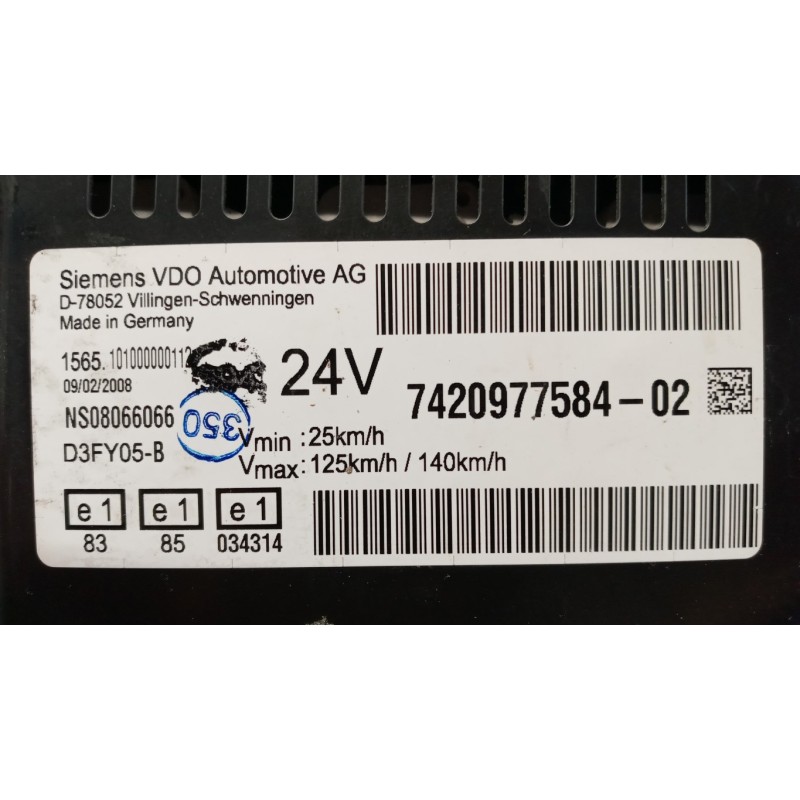 Siemens VDO Automotive AG
D-78052 Villingen-Schwenningen
Made in Germany
1565.
09/02/2008
24V
7420977584-02
NS08066066
350
D3FY05-B
Vmin : 25km/h
Vmax : 125km/h / 140km/h
e 1 e 1 e 1
83 85 034314